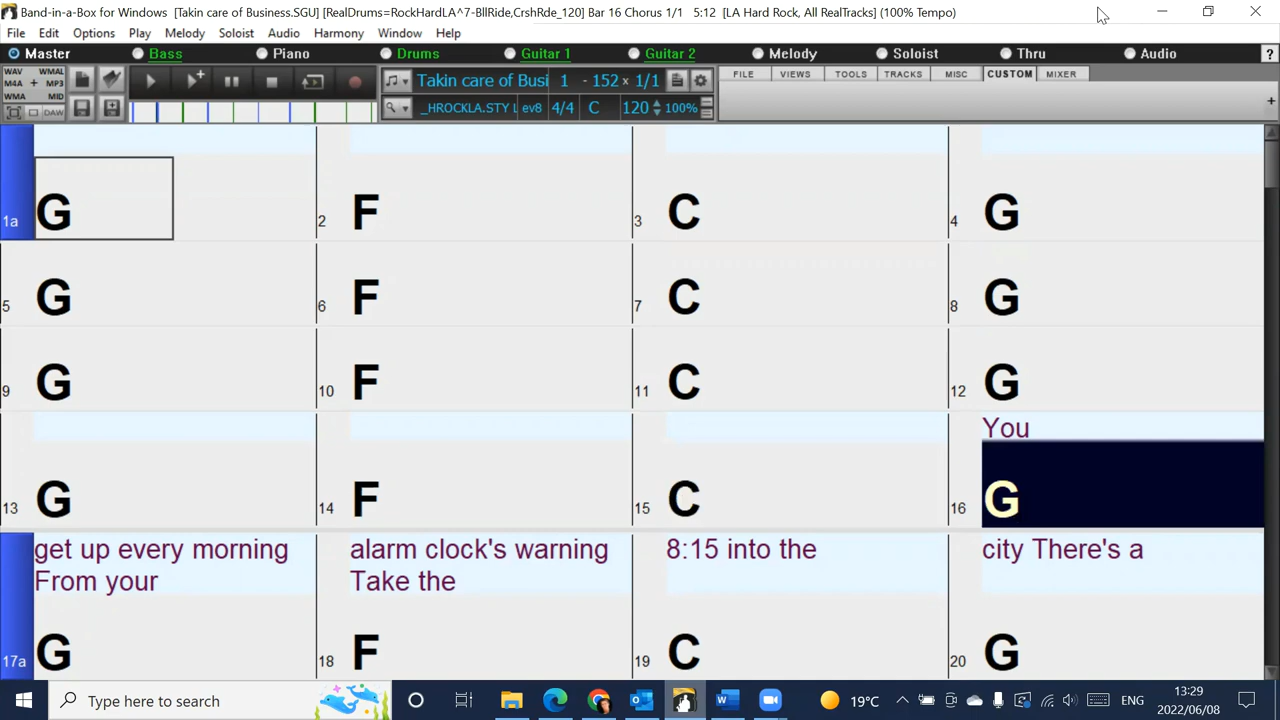 Band-in-a-Box for Windows [Takin care of Business.SGU] [RealDrums=RockHardLA^7-BllRide,CrshRde_120] Bar 16 Chorus 1/1 5:12 [LA Hard Rock, All RealTracks] (100% Tempo)
File Edit Options Play Melody Soloist Audio Harmony Window Help
Master Bass Piano Drums Guitar 1 Guitar 2 Melody Soloist Thru Audio ?
WAV WMAL
M4A + MP3
WMA MID
DAW
Takin care of Busi 1 - 152 x 1/1
_HROCKLA.STY L ev8 4/4 C 120 100%
FILE VIEWS TOOLS TRACKS MISC CUSTOM MIXER
+
1a G 2 F 3 C 4 G
5 G 6 F 7 C 8 G
9 G 10 F 11 C 12 G
You
13 G 14 F 15 C 16 G
get up every morning alarm clock's warning 8:15 into the city There's a
From your Take the
17a G 18 F 19 C 20 G
Type here to search
19°C
ENG
13:29
2022/06/08